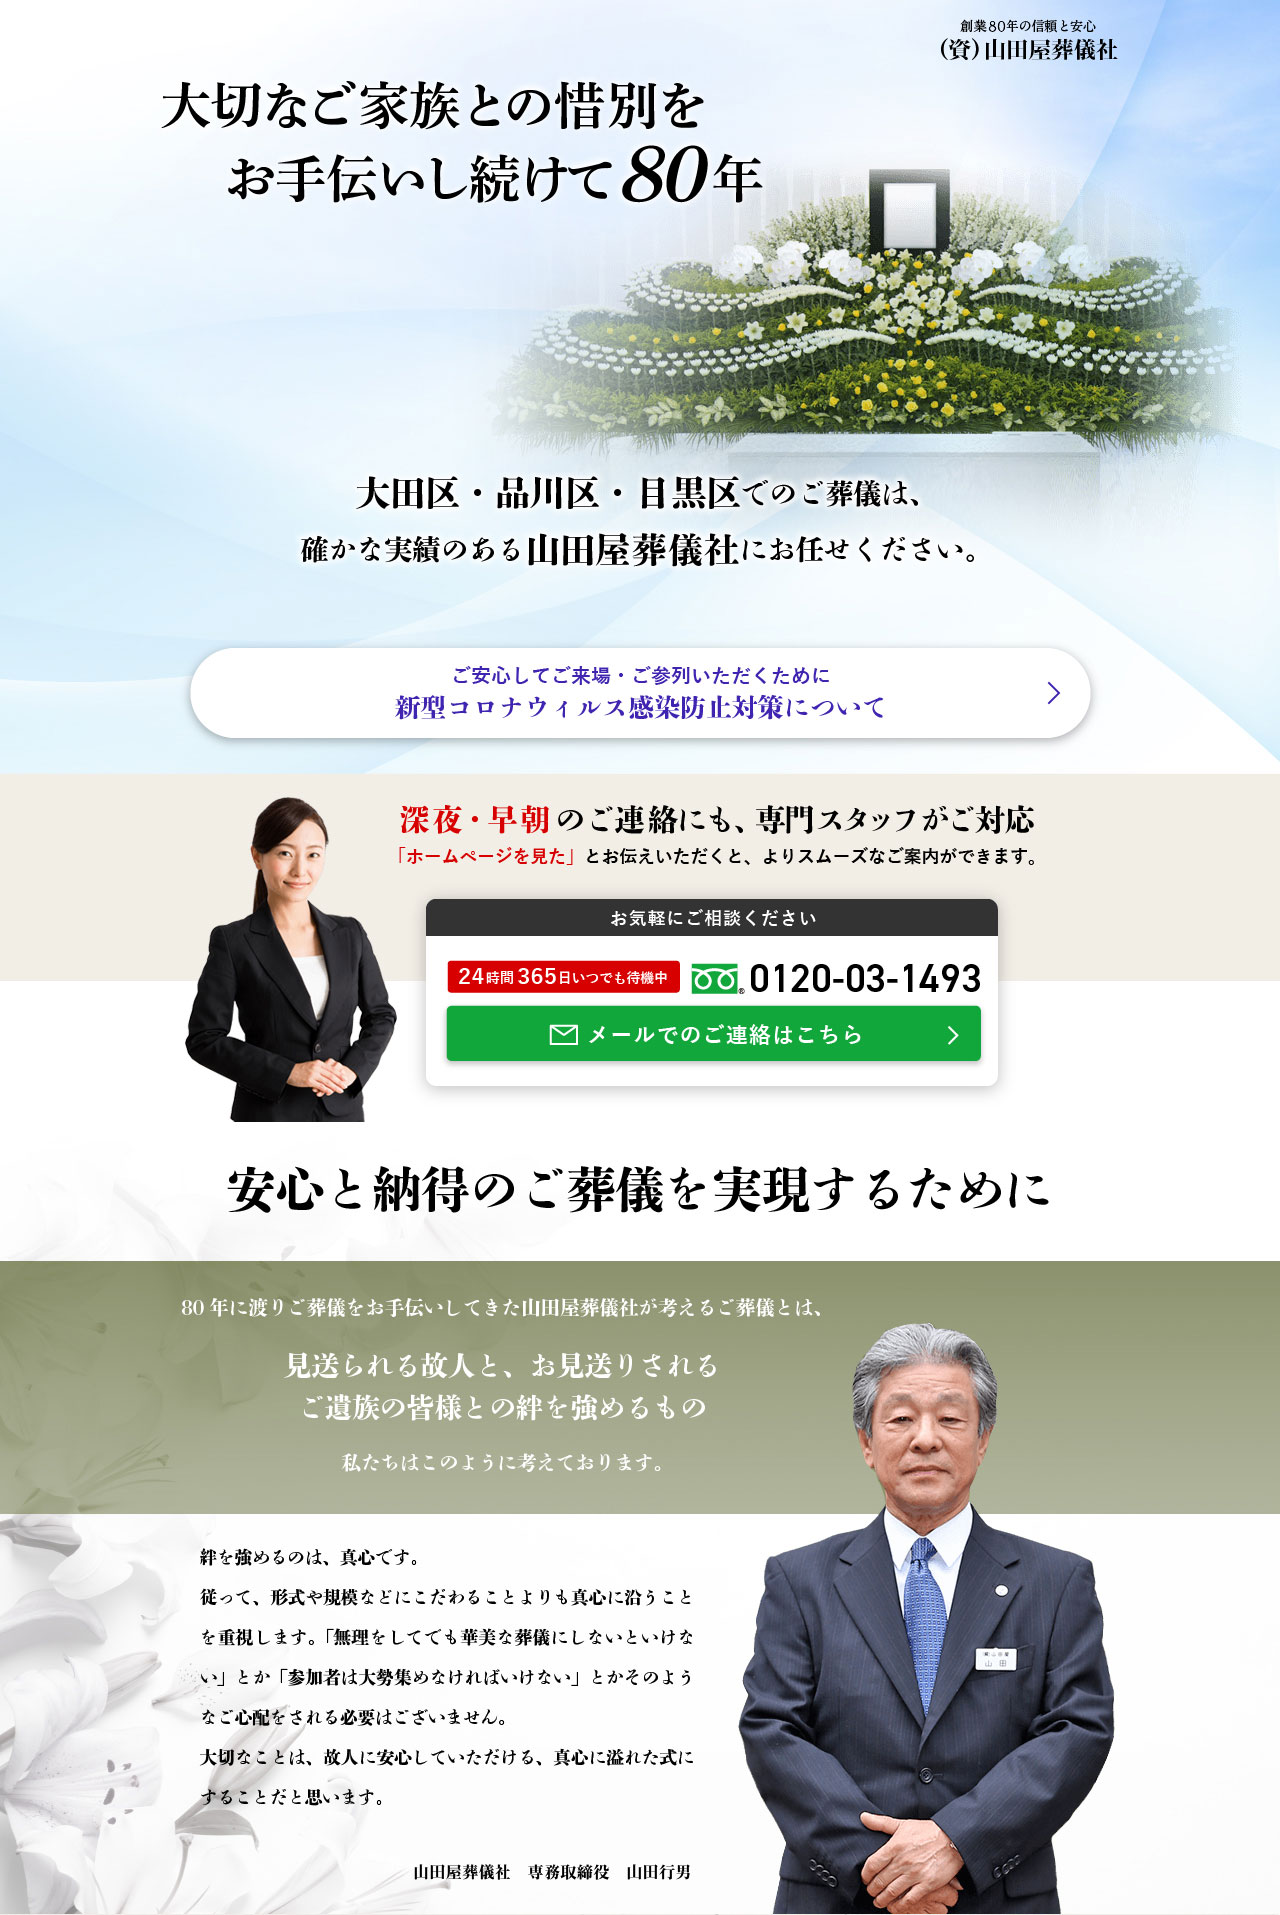 創業80年の信頼と安心
（資）山田屋葬儀社
大切なご家族との惜別を
お手伝いし続けて80年
大田区・品川区・目黒区でのご葬儀は、
確かな実績のある山田屋葬儀社にお任せください。
ご安心してご来場・ご参列いただくために
新型コロナウィルス感染防止対策について
深夜・早朝のご連絡にも、専門スタッフがご対応
「ホームページを見た」とお伝えいただくと、よりスムーズなご案内ができます。
お気軽にご相談ください
24時間365日いつでも待機中 0120-03-1493
メールでのご連絡はこちら
安心と納得のご葬儀を実現するために
80年に渡りご葬儀をお手伝いしてきた山田屋葬儀社が考えるご葬儀とは、
見送られる故人と、お見送りされる
ご遺族の皆様との絆を強めるもの
私たちはこのように考えております。
絆を強めるのは、真心です。
従って、形式や規模などにこだわることよりも真心に沿うこと
を重視します。「無理をしてでも華美な葬儀にしないといけな
い」とか「参加者は大勢集めなければいけない」とかそのよう
なご心配をされる必要はございません。
大切なことは、故人に安心していただける、真心に溢れた式に
することだと思います。
山田屋葬儀社　専務取締役　山田行男
(資)山田屋
山田